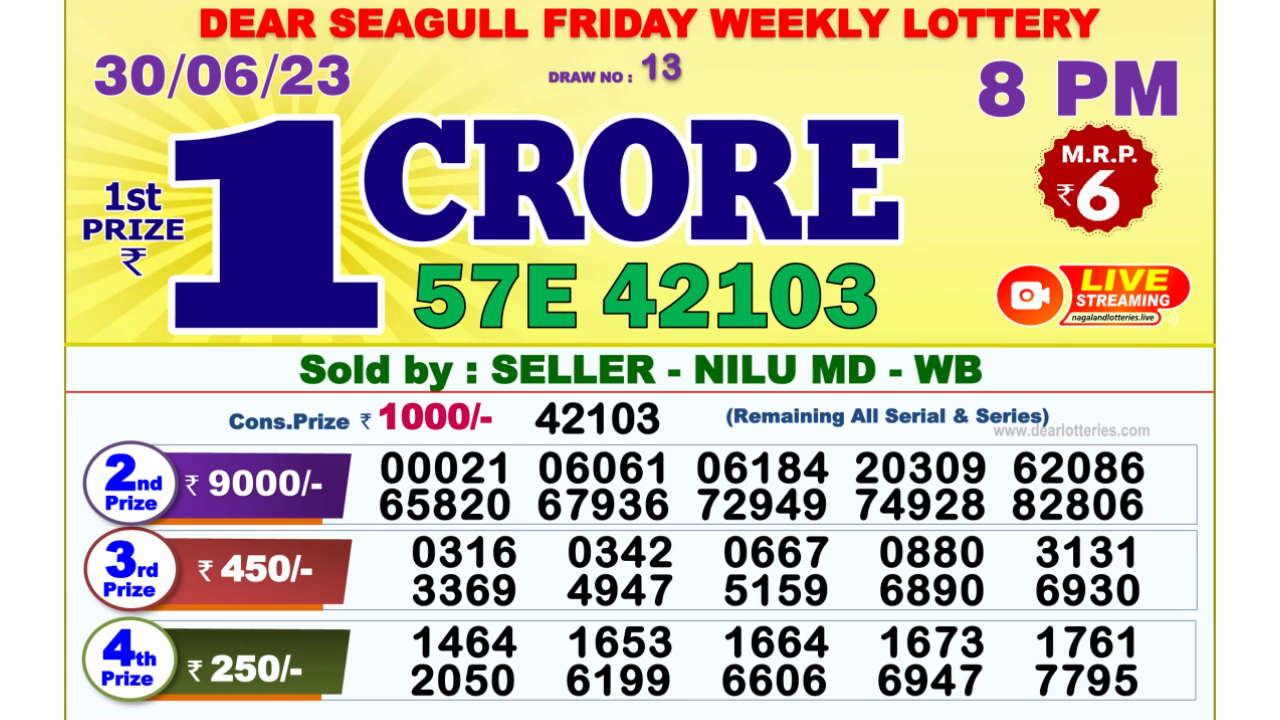 DEAR SEAGULL FRIDAY WEEKLY LOTTERY
30/06/23
DRAW NO : 13
8 PM
1st PRIZE ₹
1 CRORE
M.R.P.
₹ 6
57E 42103
LIVE
STREAMING
nagalandlotteries.live
Sold by : SELLER - NILU MD - WB
Cons.Prize ₹ 1000/- 42103 (Remaining All Serial & Series)
www.dearlotteries.com
2nd Prize ₹ 9000/-
00021 06061 06184 20309 62086
65820 67936 72949 74928 82806
3rd Prize ₹ 450/-
0316 0342 0667 0880 3131
3369 4947 5159 6890 6930
4th Prize ₹ 250/-
1464 1653 1664 1673 1761
2050 6199 6606 6947 7795